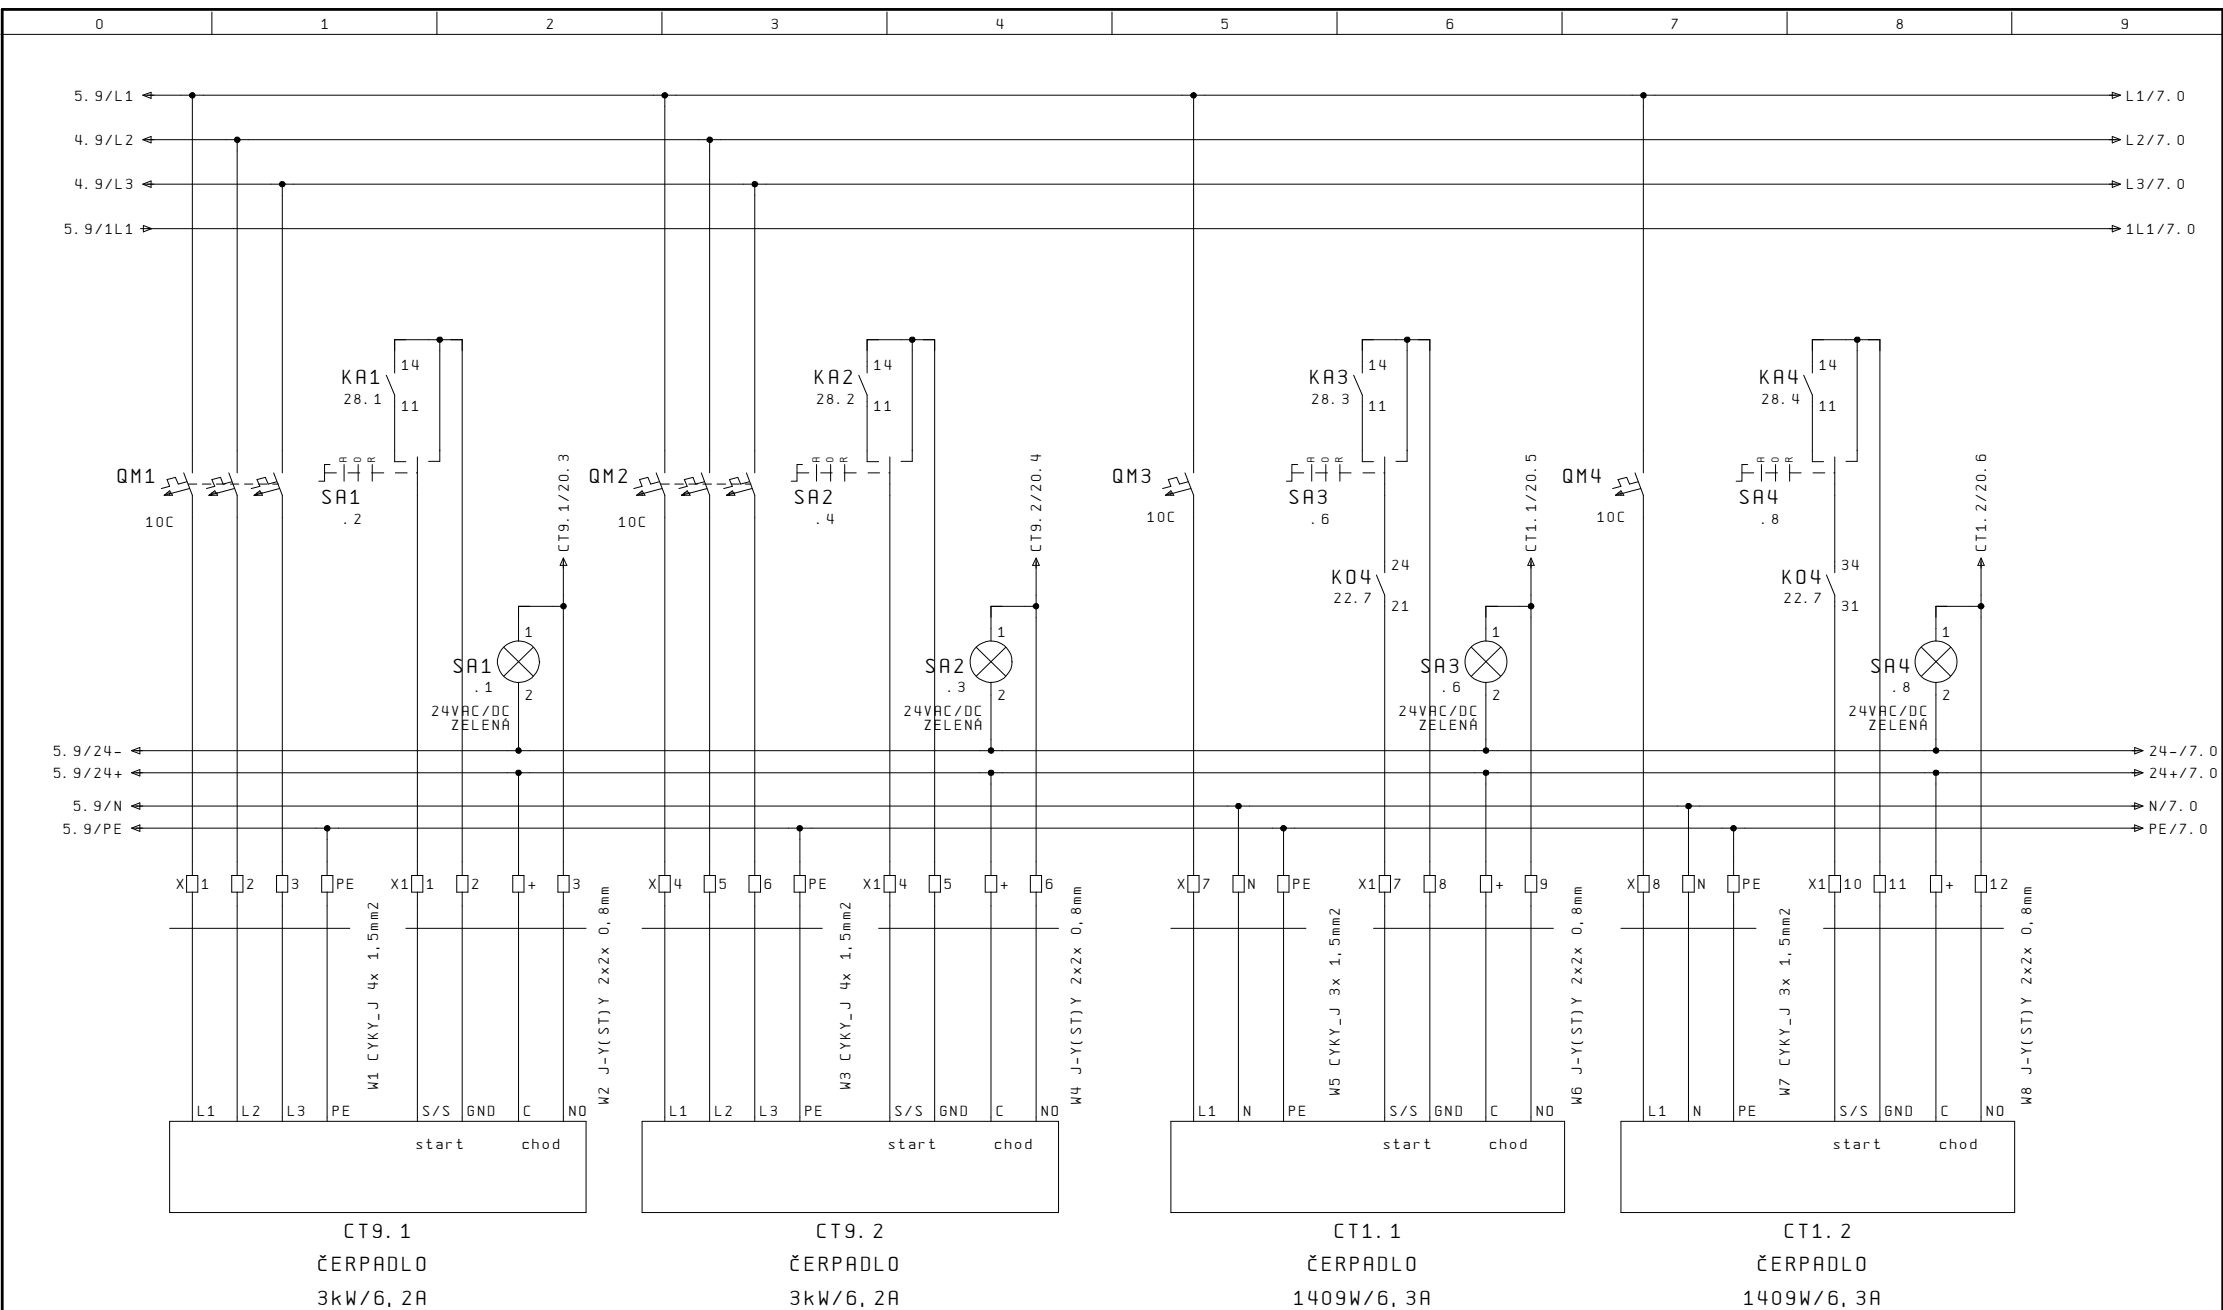 0 1 2 3 4 5 6 7 8 9
5.9/L1 L1/7.0
4.9/L2 L2/7.0
4.9/L3 L3/7.0
5.9/1L1 1L1/7.0
14 14 14 14
KA1 KA2 KA3 KA4
28.1 28.2 28.3 28.4
11 11 11 11
A O R A O R A O R A O R
QM1 QM2 QM3 QM4
SA1 SA2 SA3 SA4
.2 .4 .6 .8
10C 10C 10C 10C
CT9.1/20.3
CT9.2/20.4
CT1.1/20.5
CT1.2/20.6
24 34
KO4 KO4
22.7 22.7
21 31
1 1 1 1
SA1 SA2 SA3 SA4
.1 .3 .6 .8
2 2 2 2
24VAC/DC 24VAC/DC 24VAC/DC 24VAC/DC
ZELENÁ ZELENÁ ZELENÁ ZELENÁ
5.9/24- 24-/7.0
5.9/24+ 24+/7.0
5.9/N N/7.0
5.9/PE PE/7.0
X 1 2 3 PE X1 1 2 + 3 X 4 5 6 PE X1 4 5 + 6 X 7 N PE X1 7 8 + 9 X 8 N PE X1 10 11 + 12
W1 CYKY_J 4x 1,5mm2
W2 J-Y(ST)Y 2x2x 0,8mm
W3 CYKY_J 4x 1,5mm2
W4 J-Y(ST)Y 2x2x 0,8mm
W5 CYKY_J 3x 1,5mm2
W6 J-Y(ST)Y 2x2x 0,8mm
W7 CYKY_J 3x 1,5mm2
W8 J-Y(ST)Y 2x2x 0,8mm
L1 L2 L3 PE S/S GND C NO L1 L2 L3 PE S/S GND C NO L1 N PE S/S GND C NO L1 N PE S/S GND C NO
start chod start chod start chod start chod
CT9.1 CT9.2 CT1.1 CT1.2
ČERPADLO ČERPADLO ČERPADLO ČERPADLO
3kW/6,2A 3kW/6,2A 1409W/6,3A 1409W/6,3A